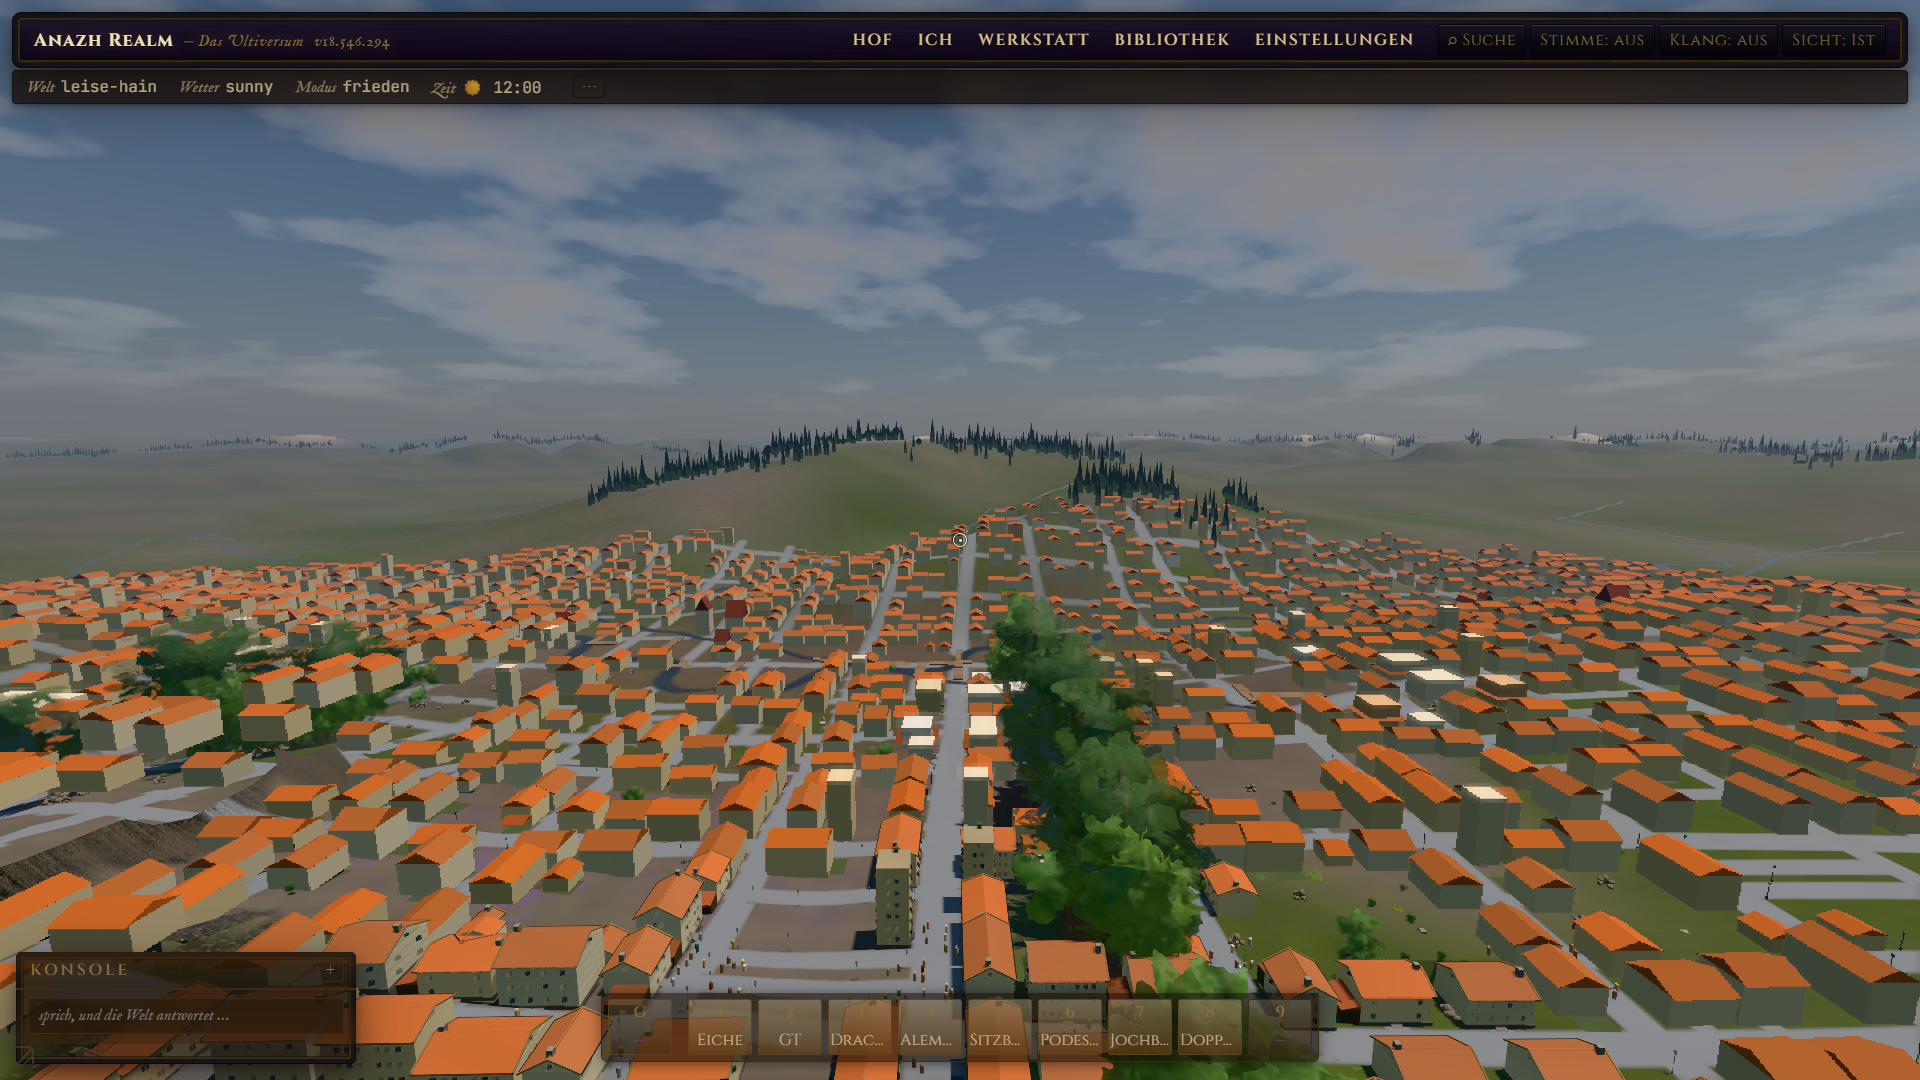 Anazh Realm — Das Ultiversum v18.546.294 HOF ICH WERKSTATT BIBLIOTHEK EINSTELLUNGEN SUCHE STIMME: AUS KLANG: AUS SICHT: IST
Welt leise-hain Wetter sunny Modus frieden Zeit 12:00 ...
KONSOLE +
sprich, und die Welt antwortet ...
G 1 2 3 4 5 6 7 8 9
EICHE GT DRAC... ALEM... SITZB... PODES... JOCHB... DOPP...